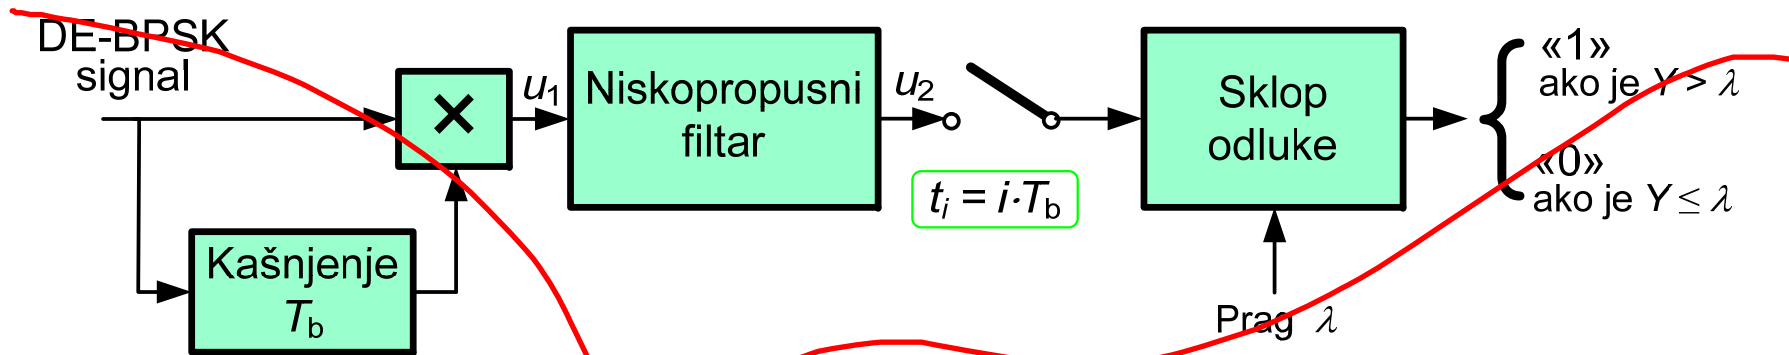 DE-BPSK
signal
×
u1
Niskopropusni
filtar
u2
ti = i·Tb
Sklop
odluke
«1»
ako je Y > λ
«0»
ako je Y ≤ λ
Kašnjenje
Tb
Prag λ